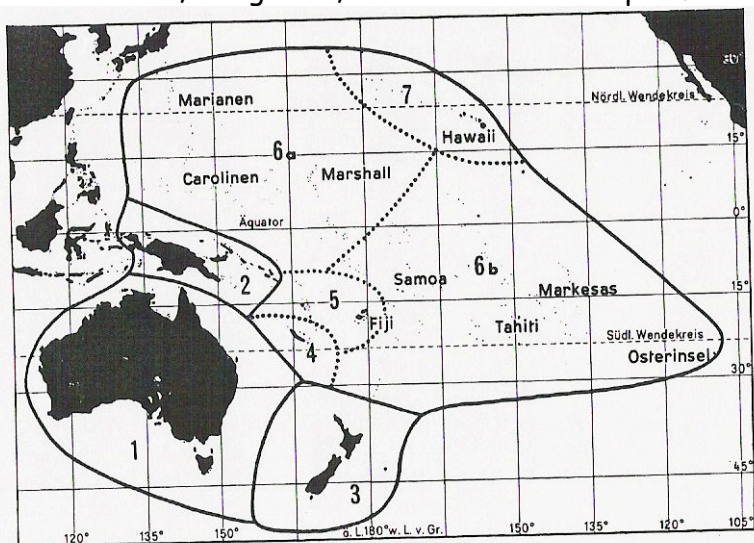 30°
7
Marianen
Nördl. Wendekreis
Hawaii
15°
6a
Carolinen
Marshall
Äquator
0°
2
Samoa
6b
5
Markesas
15°
Fiji
Tahiti
Südl. Wendekreis
4
Osterinsel
30°
1
3
45°
120°
135°
150°
ö. L. 180° w. L. v. Gr.
150°
135°
120°
105°